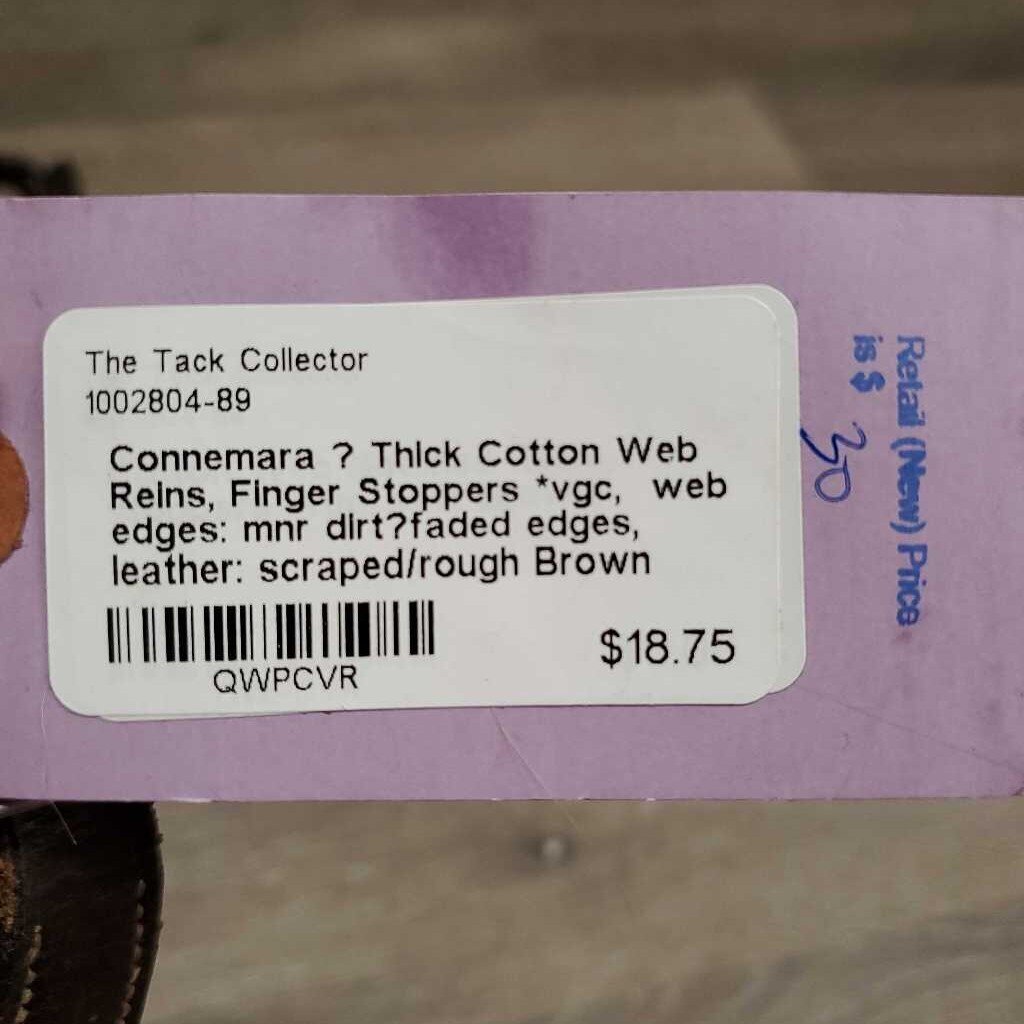 The Tack Collector
1002804-89
Connemara ? Thick Cotton Web
Reins, Finger Stoppers *vgc, web
edges: mnr dirt?faded edges,
leather: scraped/rough Brown
QWPCVR
$18.75
Retail (New) Price
is $
30